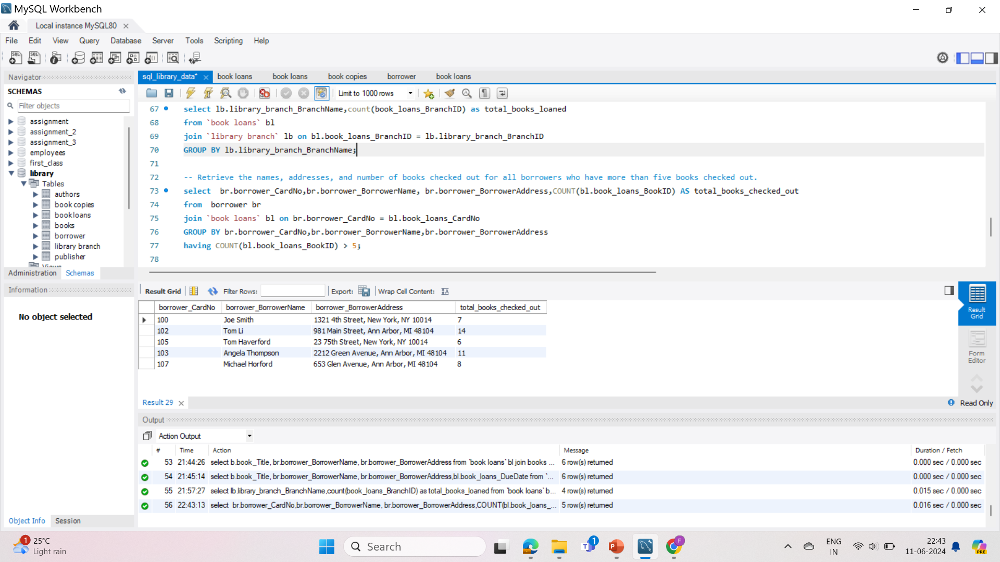 MySQL Workbench
Local instance MySQL80
File Edit View Query Database Server Tools Scripting Help
Navigator
SCHEMAS
Filter objects
assignment
assignment_2
assignment_3
employees
first_class
library
Tables
authors
book copies
book loans
books
borrower
library branch
publisher
Views
Administration Schemas
Information
No object selected
Object Info Session
sql_library_data* book loans book loans book copies borrower book loans
Limit to 1000 rows
67 select lb.library_branch_BranchName,count(book_loans_BranchID) as total_books_loaned
68 from `book loans` bl
69 join `library branch` lb on bl.book_loans_BranchID = lb.library_branch_BranchID
70 GROUP BY lb.library_branch_BranchName;
71
72 -- Retrieve the names, addresses, and number of books checked out for all borrowers who have more than five books checked out.
73 select  br.borrower_CardNo,br.borrower_BorrowerName, br.borrower_BorrowerAddress,COUNT(bl.book_loans_BookID) AS total_books_checked_out
74 from  borrower br
75 join `book loans` bl on br.borrower_CardNo = bl.book_loans_CardNo
76 GROUP BY br.borrower_CardNo,br.borrower_BorrowerName,br.borrower_BorrowerAddress
77 having COUNT(bl.book_loans_BookID) > 5;
78
Result Grid Filter Rows: Export: Wrap Cell Content:
borrower_CardNo borrower_BorrowerName borrower_BorrowerAddress total_books_checked_out
100 Joe Smith 1321 4th Street, New York, NY 10014 7
102 Tom Li 981 Main Street, Ann Arbor, MI 48104 14
105 Tom Haverford 23 75th Street, New York, NY 10014 6
103 Angela Thompson 2212 Green Avenue, Ann Arbor, MI 48104 11
107 Michael Horford 653 Glen Avenue, Ann Arbor, MI 48104 8
Result Grid
Form Editor
Result 29
Read Only
Output
Action Output
# Time Action Message Duration / Fetch
53 21:44:26 select b.book_Title, br.borrower_BorrowerName, br.borrower_BorrowerAddress from `book loans` bl join books ... 6 row(s) returned 0.000 sec / 0.000 sec
54 21:45:14 select b.book_Title, br.borrower_BorrowerName, br.borrower_BorrowerAddress,bl.book_loans_DueDate from `... 6 row(s) returned 0.000 sec / 0.000 sec
55 21:57:27 select lb.library_branch_BranchName,count(book_loans_BranchID) as total_books_loaned from `book loans` b... 4 row(s) returned 0.015 sec / 0.000 sec
56 22:43:13 select  br.borrower_CardNo,br.borrower_BorrowerName, br.borrower_BorrowerAddress,COUNT(bl.book_loans_... 5 row(s) returned 0.016 sec / 0.000 sec
1
25°C
Light rain
Search
1
F
ENG
IN
22:43
11-06-2024
PRE